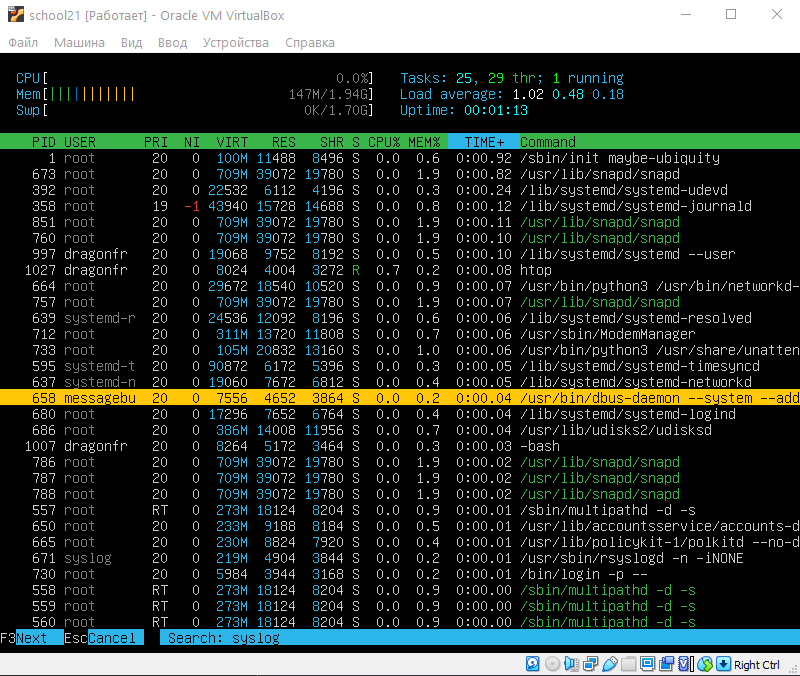 school21 [Работает] - Oracle VM VirtualBox
Файл Машина Вид Ввод Устройства Справка
CPU[ 0.0%] Tasks: 25, 29 thr; 1 running
Mem[|||||||||||| 147M/1.94G] Load average: 1.02 0.48 0.18
Swp[ 0K/1.70G] Uptime: 00:01:13
PID USER PRI NI VIRT RES SHR S CPU% MEM% TIME+ Command
1 root 20 0 100M 11488 8496 S 0.0 0.6 0:00.92 /sbin/init maybe-ubiquity
673 root 20 0 709M 39072 19780 S 0.0 1.9 0:00.82 /usr/lib/snapd/snapd
392 root 20 0 22532 6112 4196 S 0.0 0.3 0:00.24 /lib/systemd/systemd-udevd
358 root 19 -1 43940 15728 14688 S 0.0 0.8 0:00.12 /lib/systemd/systemd-journald
851 root 20 0 709M 39072 19780 S 0.0 1.9 0:00.11 /usr/lib/snapd/snapd
760 root 20 0 709M 39072 19780 S 0.0 1.9 0:00.10 /usr/lib/snapd/snapd
997 dragonfr 20 0 19068 9752 8192 S 0.0 0.5 0:00.10 /lib/systemd/systemd --user
1027 dragonfr 20 0 8024 4004 3272 R 0.7 0.2 0:00.08 htop
664 root 20 0 29672 18540 10520 S 0.0 0.9 0:00.07 /usr/bin/python3 /usr/bin/networkd-
757 root 20 0 709M 39072 19780 S 0.0 1.9 0:00.07 /usr/lib/snapd/snapd
639 systemd-r 20 0 24536 12092 8196 S 0.0 0.6 0:00.06 /lib/systemd/systemd-resolved
712 root 20 0 311M 13720 11808 S 0.0 0.7 0:00.06 /usr/sbin/ModemManager
733 root 20 0 105M 20832 13160 S 0.0 1.0 0:00.06 /usr/bin/python3 /usr/share/unatten
595 systemd-t 20 0 90872 6172 5396 S 0.0 0.3 0:00.05 /lib/systemd/systemd-timesyncd
637 systemd-n 20 0 19060 7672 6812 S 0.0 0.4 0:00.05 /lib/systemd/systemd-networkd
658 messagebu 20 0 7556 4652 3864 S 0.0 0.2 0:00.04 /usr/bin/dbus-daemon --system --add
680 root 20 0 17296 7652 6764 S 0.0 0.4 0:00.04 /lib/systemd/systemd-logind
686 root 20 0 386M 14008 11956 S 0.0 0.7 0:00.04 /usr/lib/udisks2/udisksd
1007 dragonfr 20 0 8264 5172 3464 S 0.0 0.3 0:00.03 -bash
786 root 20 0 709M 39072 19780 S 0.0 1.9 0:00.02 /usr/lib/snapd/snapd
787 root 20 0 709M 39072 19780 S 0.0 1.9 0:00.02 /usr/lib/snapd/snapd
788 root 20 0 709M 39072 19780 S 0.0 1.9 0:00.02 /usr/lib/snapd/snapd
557 root RT 0 273M 18124 8204 S 0.0 0.9 0:00.01 /sbin/multipathd -d -s
650 root 20 0 233M 9188 8184 S 0.0 0.5 0:00.01 /usr/lib/accountsservice/accounts-d
665 root 20 0 230M 8824 7920 S 0.0 0.4 0:00.01 /usr/lib/policykit-1/polkitd --no-d
671 syslog 20 0 219M 4904 3844 S 0.0 0.2 0:00.01 /usr/sbin/rsyslogd -n -iNONE
730 root 20 0 5984 3944 3168 S 0.0 0.2 0:00.01 /bin/login -p --
558 root RT 0 273M 18124 8204 S 0.0 0.9 0:00.00 /sbin/multipathd -d -s
559 root RT 0 273M 18124 8204 S 0.0 0.9 0:00.00 /sbin/multipathd -d -s
560 root RT 0 273M 18124 8204 S 0.0 0.9 0:00.00 /sbin/multipathd -d -s
F3Next EscCancel Search: syslog
Right Ctrl